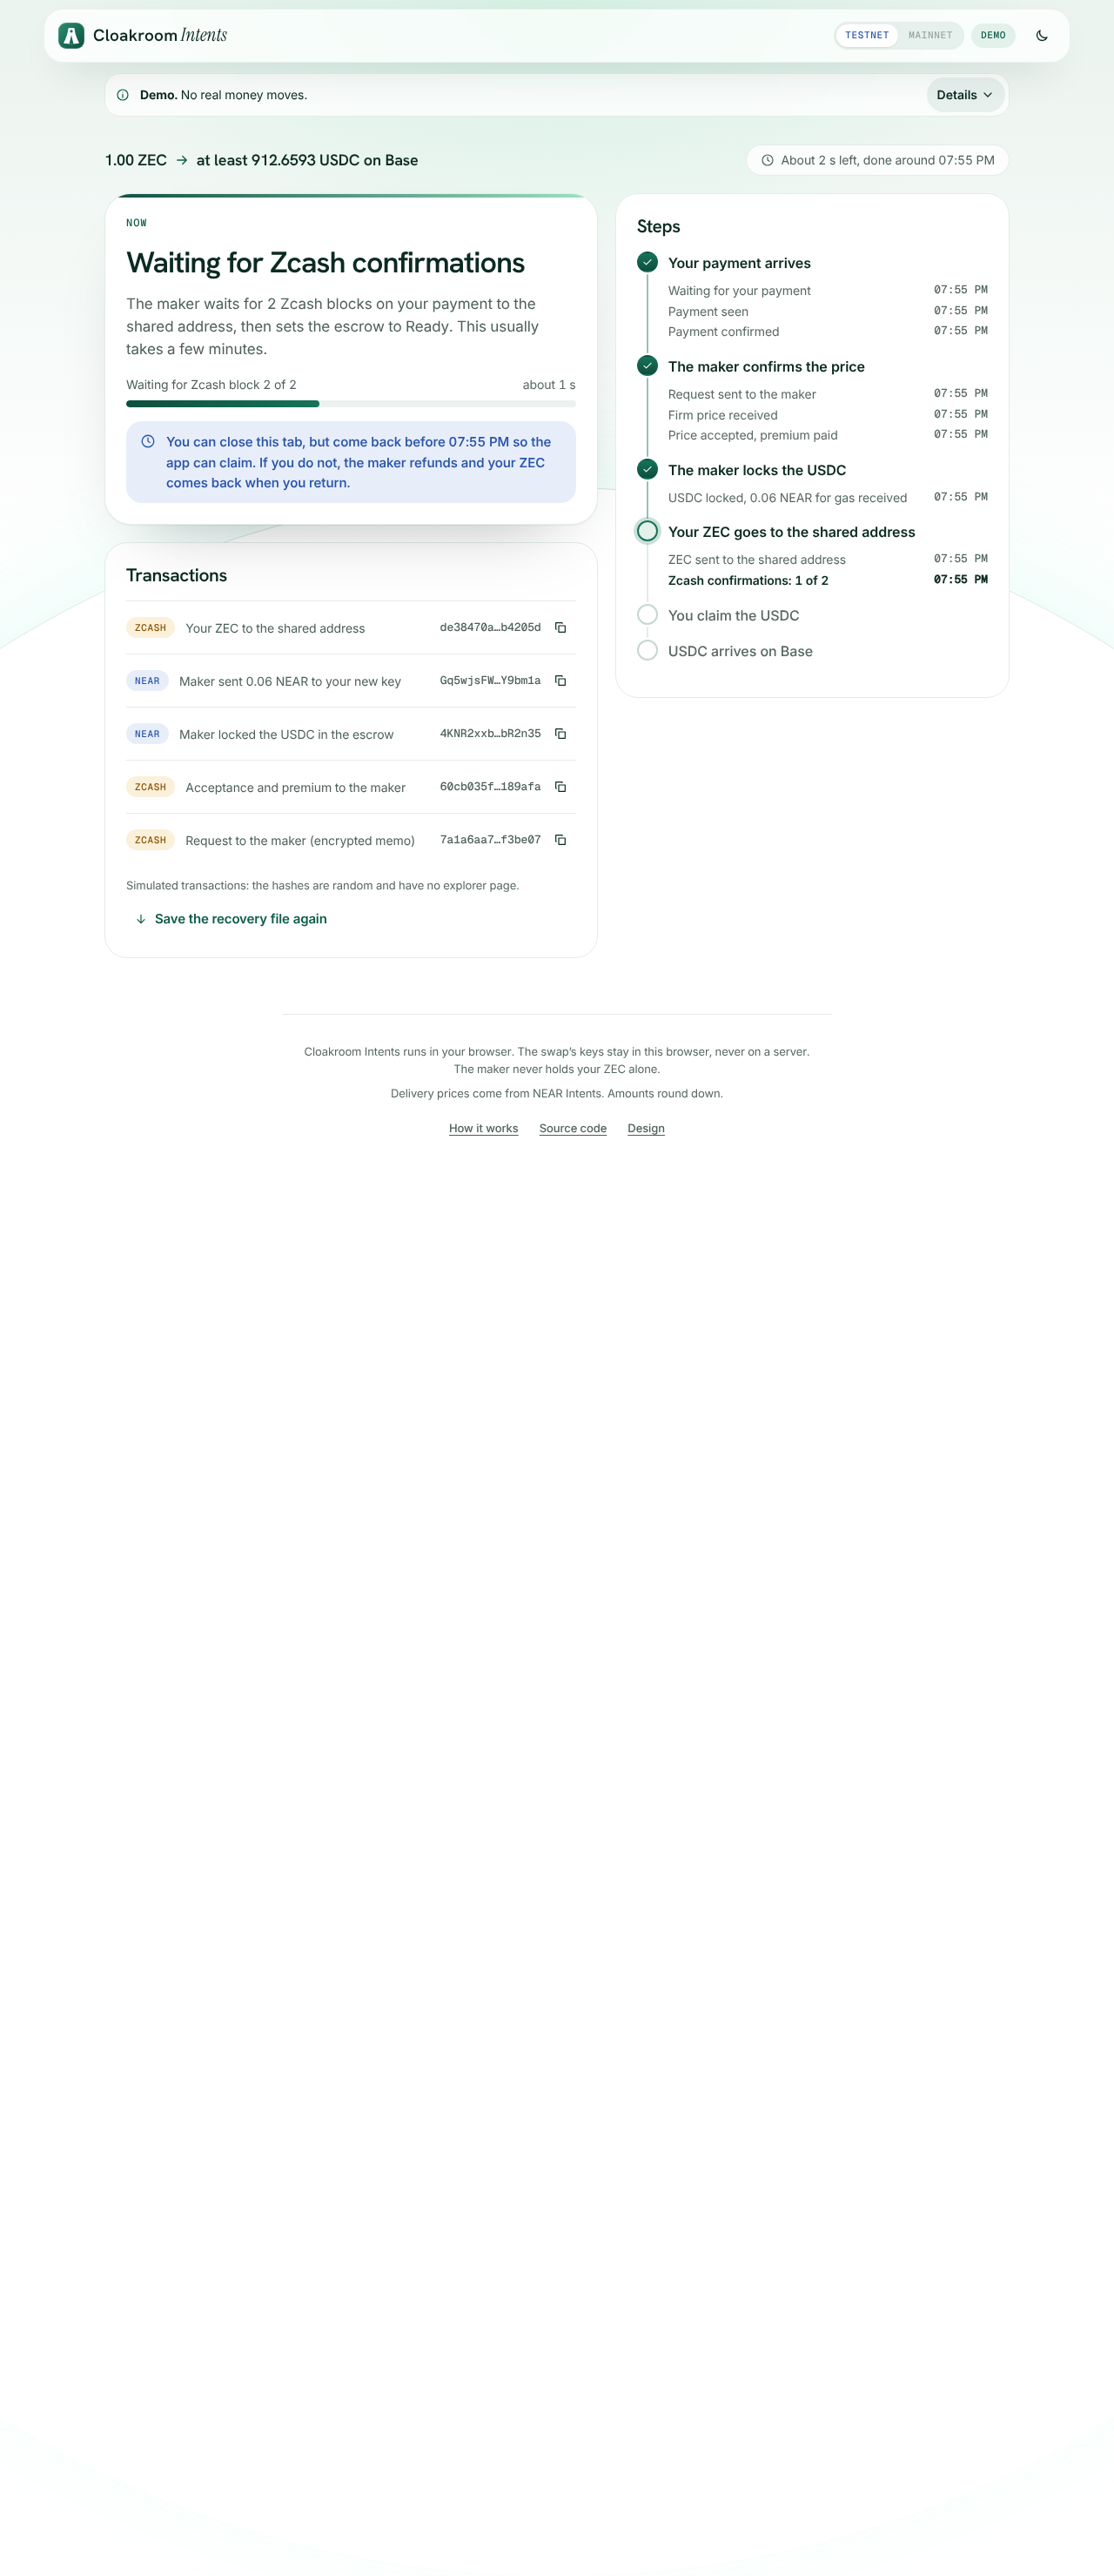 Cloakroom Intents
TESTNET
MAINNET
DEMO
Demo. No real money moves.
Details
1.00 ZEC → at least 912.6593 USDC on Base
About 2 s left, done around 07:55 PM
NOW
Waiting for Zcash confirmations
The maker waits for 2 Zcash blocks on your payment to the
shared address, then sets the escrow to Ready. This usually
takes a few minutes.
Waiting for Zcash block 2 of 2
about 1 s
You can close this tab, but come back before 07:55 PM so the
app can claim. If you do not, the maker refunds and your ZEC
comes back when you return.
Transactions
ZCASH Your ZEC to the shared address de38470a…b4205d
NEAR Maker sent 0.06 NEAR to your new key Gq5wjsFW…Y9bm1a
NEAR Maker locked the USDC in the escrow 4KNR2xxb…bR2n35
ZCASH Acceptance and premium to the maker 60cb035f…189afa
ZCASH Request to the maker (encrypted memo) 7a1a6aa7…f3be07
Simulated transactions: the hashes are random and have no explorer page.
Save the recovery file again
Steps
Your payment arrives
Waiting for your payment 07:55 PM
Payment seen 07:55 PM
Payment confirmed 07:55 PM
The maker confirms the price
Request sent to the maker 07:55 PM
Firm price received 07:55 PM
Price accepted, premium paid 07:55 PM
The maker locks the USDC
USDC locked, 0.06 NEAR for gas received 07:55 PM
Your ZEC goes to the shared address
ZEC sent to the shared address 07:55 PM
Zcash confirmations: 1 of 2 07:55 PM
You claim the USDC
USDC arrives on Base
Cloakroom Intents runs in your browser. The swap’s keys stay in this browser, never on a server.
The maker never holds your ZEC alone.
Delivery prices come from NEAR Intents. Amounts round down.
How it works
Source code
Design